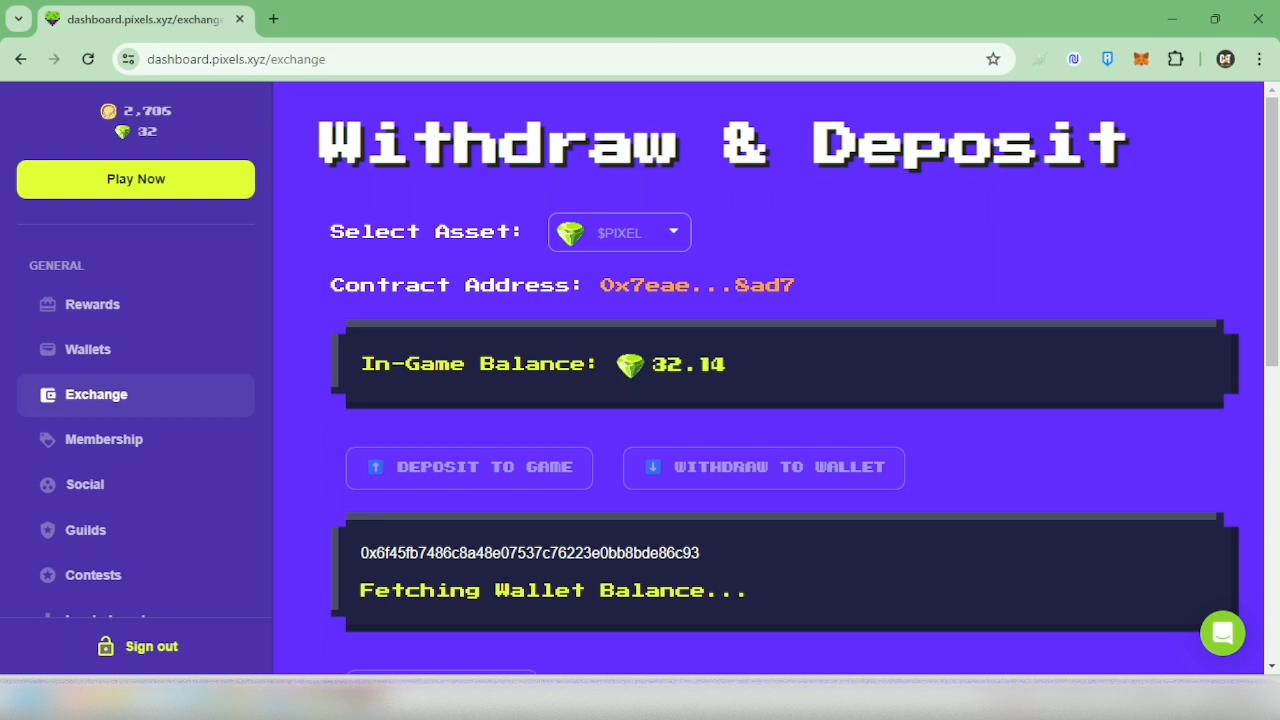 dashboard.pixels.xyz/exchange
dashboard.pixels.xyz/exchange
2,705
32
Play Now
GENERAL
Rewards
Wallets
Exchange
Membership
Social
Guilds
Contests
Sign out
Withdraw & Deposit
Select Asset: $PIXEL
Contract Address: 0x7eae...8ad7
In-Game Balance: 32.14
DEPOSIT TO GAME
WITHDRAW TO WALLET
0x6f45fb7486c8a48e07537c76223e0bb8bde86c93
Fetching Wallet Balance...